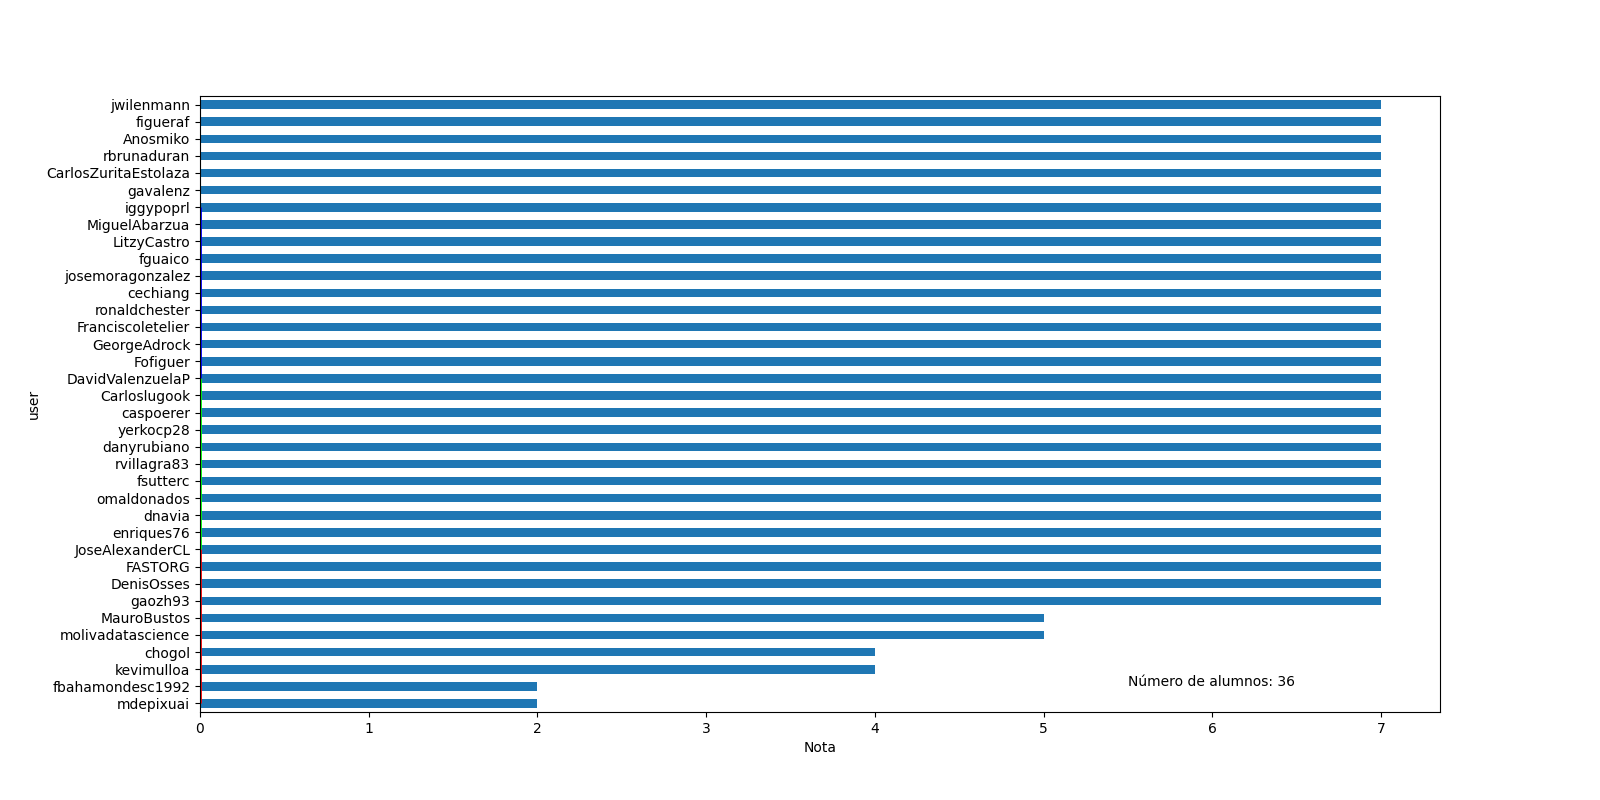 jwilenmann
figueraf
Anosmiko
rbrunaduran
CarlosZuritaEstolaza
gavalenz
iggypoprl
MiguelAbarzua
LitzyCastro
fguaico
josemoragonzalez
cechiang
ronaldchester
Franciscoletelier
GeorgeAdrock
Fofiguer
DavidValenzuelaP
Carloslugook
caspoerer
yerkocp28
danyrubiano
rvillagra83
fsutterc
omaldonados
dnavia
enriques76
JoseAlexanderCL
FASTORG
DenisOsses
gaozh93
MauroBustos
molivadatascience
chogol
kevimulloa
fbahamondesc1992
mdepixuai
user
Número de alumnos: 36
0 1 2 3 4 5 6 7
Nota